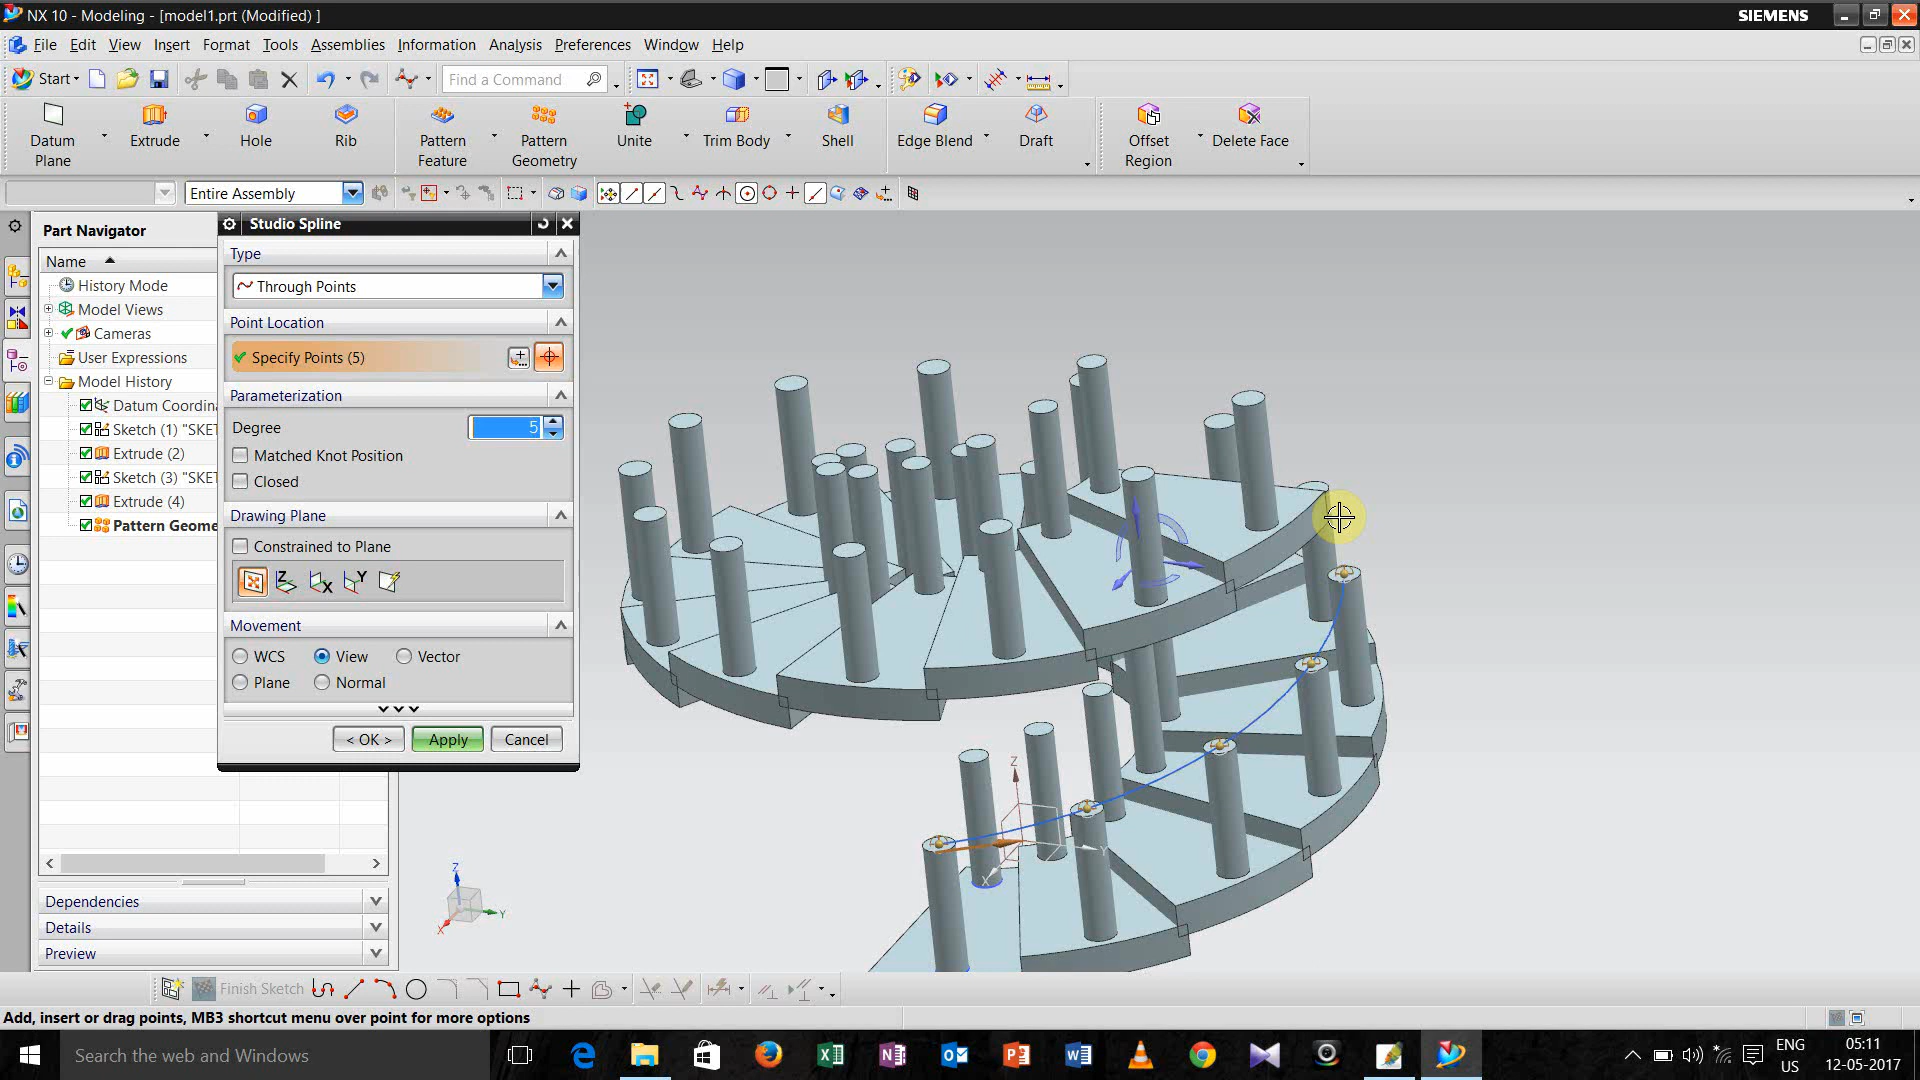 NX 10 - Modeling - [model1.prt (Modified) ]
SIEMENS
File Edit View Insert Format Tools Assemblies Information Analysis Preferences Window Help
Start Find a Command
Datum Plane Extrude Hole Rib Pattern Feature Pattern Geometry Unite Trim Body Shell Edge Blend Draft Offset Region Delete Face
Entire Assembly
Part Navigator
Name
History Mode
Model Views
Cameras
User Expressions
Model History
Datum Coordin
Sketch (1) "SKET
Extrude (2)
Sketch (3) "SKET
Extrude (4)
Pattern Geome
Dependencies
Details
Preview
Studio Spline
Type
Through Points
Point Location
Specify Points (5)
Parameterization
Degree 5
Matched Knot Position
Closed
Drawing Plane
Constrained to Plane
Z X Y
Movement
WCS View Vector
Plane Normal
< OK > Apply Cancel
Z
Y
X
Z
Y
X
Finish Sketch
Add, insert or drag points, MB3 shortcut menu over point for more options
Search the web and Windows
ENG
US
05:11
12-05-2017